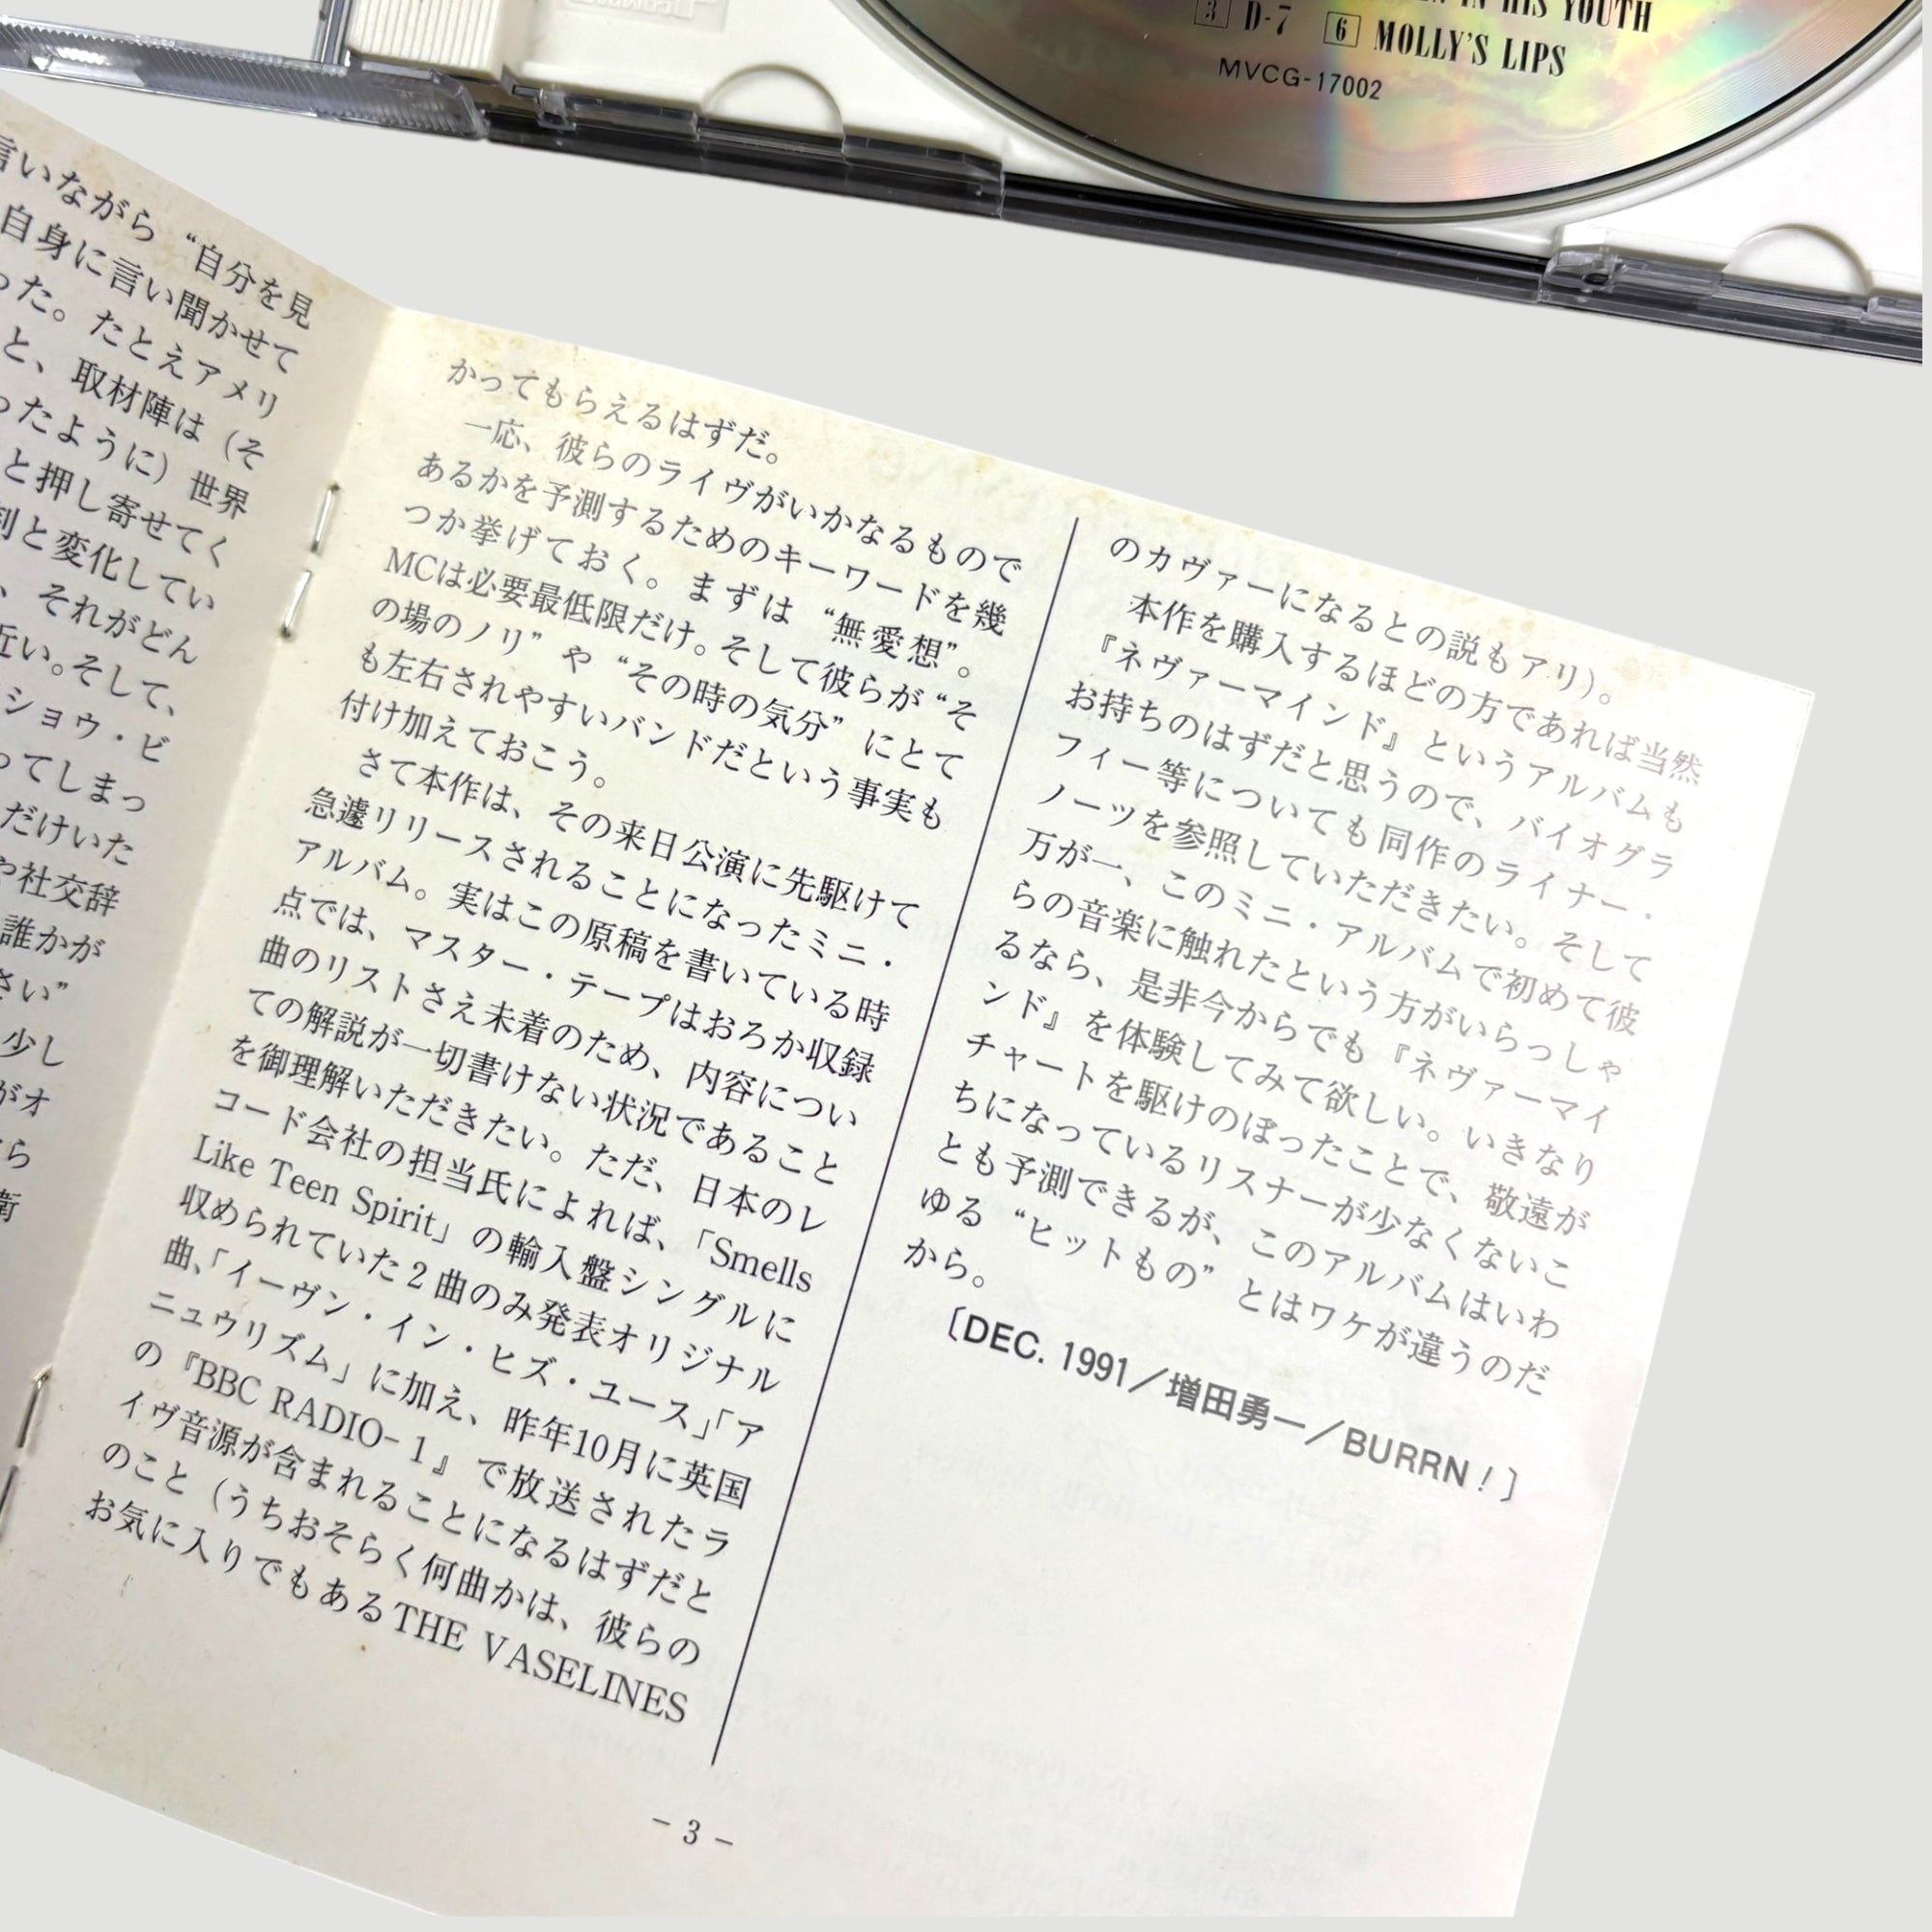 EN IN HIS YOUTH
3 D-7 6 MOLLY'S LIPS
MVCG-17002
言いながら“自分を見
自身に言い聞かせて
った。たとえアメリ
と、取材陣は（そ
ったように）世界
と押し寄せてく
刻と変化してい
、それがどん
近い。そして、
ショウ・ビ
ってしまっ
だけいた
や社交辞
誰かが
さい”
少し
がオ
ら
衛
かってもらえるはずだ。
一応、彼らのライヴがいかなるもので
あるかを予測するためのキーワードを幾
つか挙げておく。まずは“無愛想”。
MCは必要最低限だけ。そして彼らが“そ
の場のノリ”や“その時の気分”にとて
も左右されやすいバンドだという事実も
付け加えておこう。
さて本作は、その来日公演に先駆けて
急遽リリースされることになったミニ・
アルバム。実はこの原稿を書いている時
点では、マスター・テープはおろか収録
曲のリストさえ未着のため、内容につい
ての解説が一切書けない状況であること
を御理解いただきたい。ただ、日本のレ
コード会社の担当氏によれば、「Smells
Like Teen Spirit」の輸入盤シングルに
収められていた2曲のみ発表オリジナル
曲、「イーヴン・イン・ヒズ・ユース」「ア
ニュウリズム」に加え、昨年10月に英国
の『BBC RADIO-1』で放送されたラ
イヴ音源が含まれることになるはずだと
のこと（うちおそらく何曲かは、彼らの
お気に入りでもあるTHE VASELINES
のカヴァーになるとの説もアリ）。
本作を購入するほどの方であれば当然
『ネヴァーマインド』というアルバムも
お持ちのはずだと思うので、バイオグラ
フィー等についても同作のライナー・
ノーツを参照していただきたい。そして
万が一、このミニ・アルバムで初めて彼
らの音楽に触れたという方がいらっしゃ
るなら、是非今からでも『ネヴァーマイ
ンド』を体験してみて欲しい。いきなり
チャートを駆けのぼったことで、敬遠が
ちになっているリスナーが少なくないこ
とも予測できるが、このアルバムはいわ
ゆる“ヒットもの”とはワケが違うのだ
から。
〔DEC. 1991／増田勇一／BURRN！〕
- 3 -